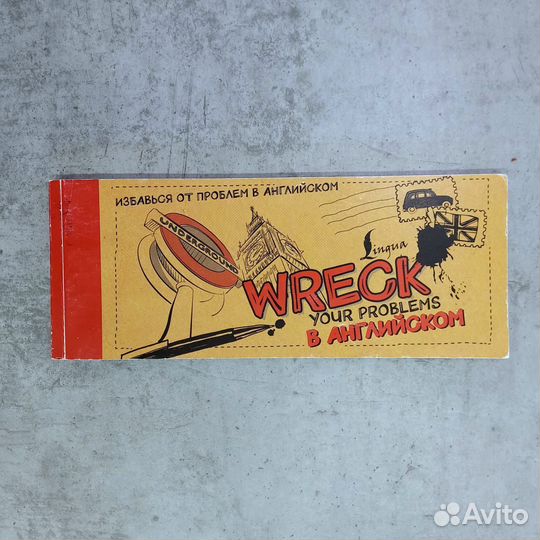 ИЗБАВЬСЯ ОТ ПРОБЛЕМ В АНГЛИЙСКОМ
UNDERGROUND
Lingua
WRECK
YOUR PROBLEMS
В АНГЛИЙСКОМ
Avito